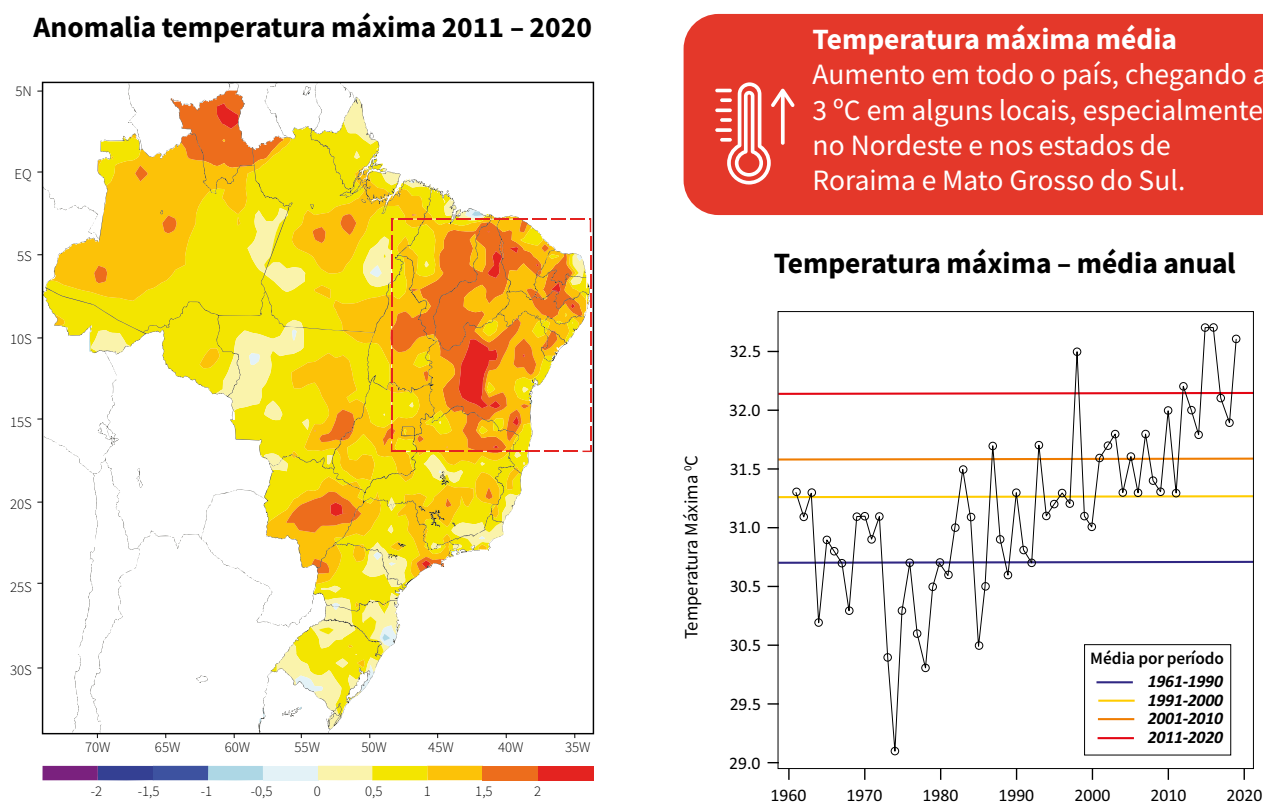 Anomalia temperatura máxima 2011 – 2020
5N
EQ
5S
10S
15S
20S
25S
30S
70W 65W 60W 55W 50W 45W 40W 35W
-2 -1,5 -1 -0,5 0 0,5 1 1,5 2
Temperatura máxima média
Aumento em todo o país, chegando a
3 ºC em alguns locais, especialmente
no Nordeste e nos estados de
Roraima e Mato Grosso do Sul.
Temperatura máxima – média anual
Temperatura Máxima ºC
32.5
32.0
31.5
31.0
30.5
30.5
29.5
29.0
1960 1970 1980 1990 2000 2010 2020
Média por período
1961-1990
1991-2000
2001-2010
2011-2020